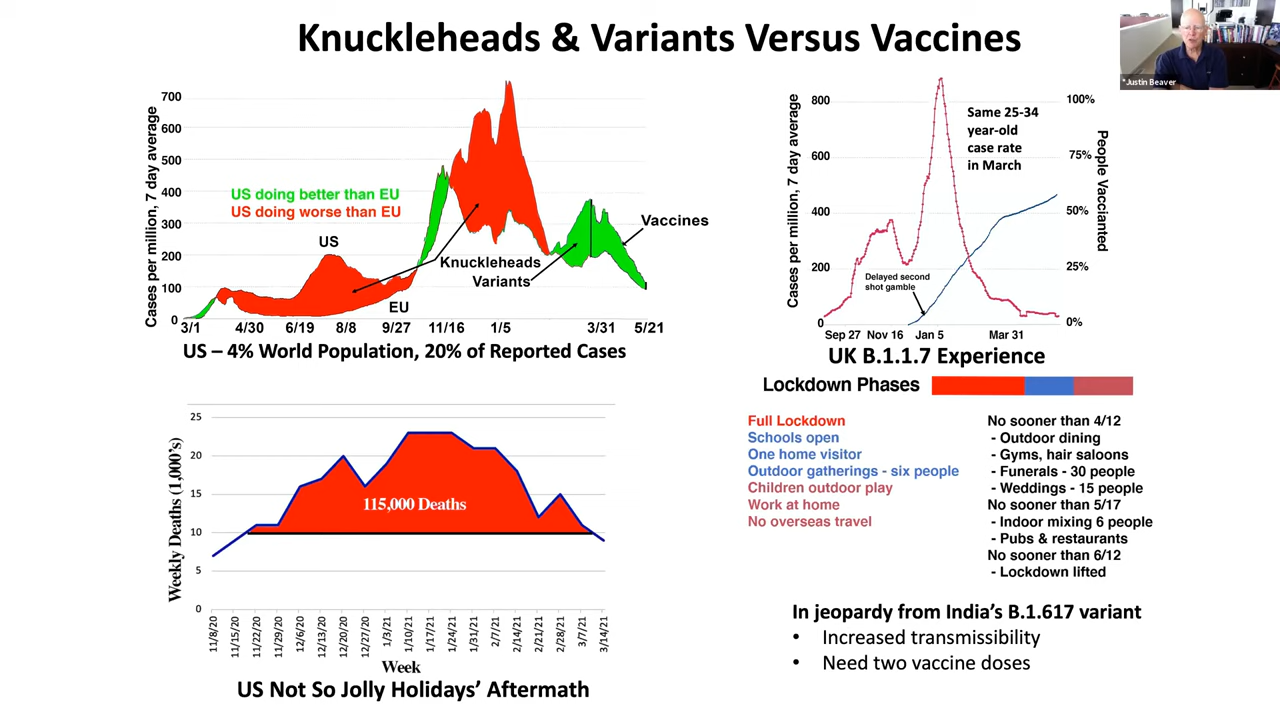 Knuckleheads & Variants Versus Vaccines
*Justin Beaver
Cases per million, 7 day average
700
600
500
400
300
200
100
0
US doing better than EU
US doing worse than EU
US
EU
Knuckleheads
Variants
Vaccines
3/1
4/30
6/19
8/8
9/27
11/16
1/5
3/31
5/21
US – 4% World Population, 20% of Reported Cases
Cases per million, 7 day average
800
600
400
200
0
Same 25-34
year-old
case rate
in March
Delayed second
shot gamble
100%
75%
50%
25%
0%
People Vaccianted
Sep 27
Nov 16
Jan 5
Mar 31
UK B.1.1.7 Experience
Lockdown Phases
Full Lockdown
Schools open
One home visitor
Outdoor gatherings - six people
Children outdoor play
Work at home
No overseas travel
No sooner than 4/12
- Outdoor dining
- Gyms, hair saloons
- Funerals - 30 people
- Weddings - 15 people
No sooner than 5/17
- Indoor mixing 6 people
- Pubs & restaurants
No sooner than 6/12
- Lockdown lifted
In jeopardy from India's B.1.617 variant
• Increased transmissibility
• Need two vaccine doses
Weekly Deaths (1,000's)
25
20
15
10
5
0
115,000 Deaths
11/8/20
11/15/20
11/22/20
11/29/20
12/6/20
12/13/20
12/20/20
12/27/20
1/3/21
1/10/21
1/17/21
1/24/21
1/31/21
2/7/21
2/14/21
2/21/21
2/28/21
3/7/21
3/14/21
Week
US Not So Jolly Holidays' Aftermath